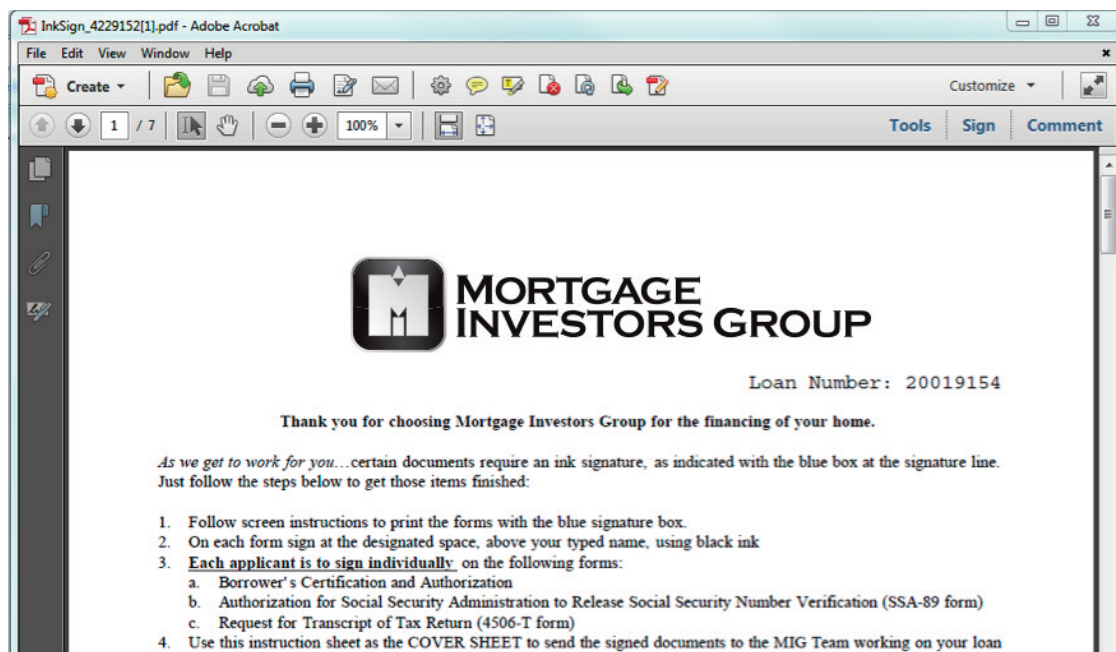 InkSign_4229152[1].pdf - Adobe Acrobat
File Edit View Window Help
Create Customize
1 / 7 100% Tools Sign Comment
M
MORTGAGE
INVESTORS GROUP
Loan Number: 20019154
Thank you for choosing Mortgage Investors Group for the financing of your home.
As we get to work for you…certain documents require an ink signature, as indicated with the blue box at the signature line.
Just follow the steps below to get those items finished:
1. Follow screen instructions to print the forms with the blue signature box.
2. On each form sign at the designated space, above your typed name, using black ink
3. Each applicant is to sign individually on the following forms:
a. Borrower's Certification and Authorization
b. Authorization for Social Security Administration to Release Social Security Number Verification (SSA-89 form)
c. Request for Transcript of Tax Return (4506-T form)
4. Use this instruction sheet as the COVER SHEET to send the signed documents to the MIG Team working on your loan